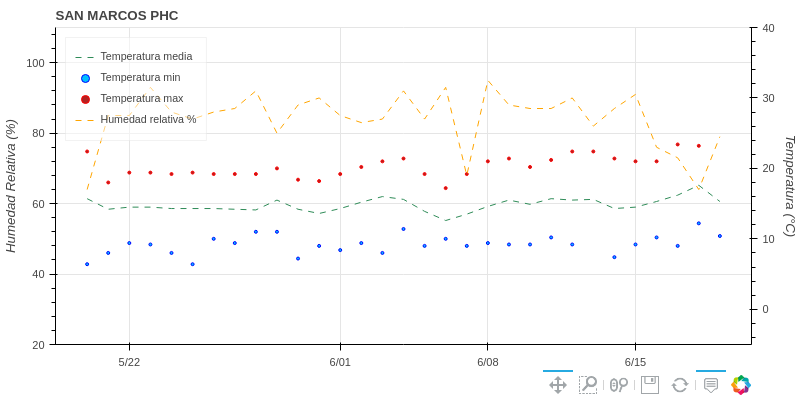 SAN MARCOS PHC
Temperatura media
Temperatura min
Temperatura max
Humedad relativa %
Humedad Relativa (%)
100
80
60
40
20
40
30
20
10
0
Temperatura (°C)
5/22
6/01
6/08
6/15